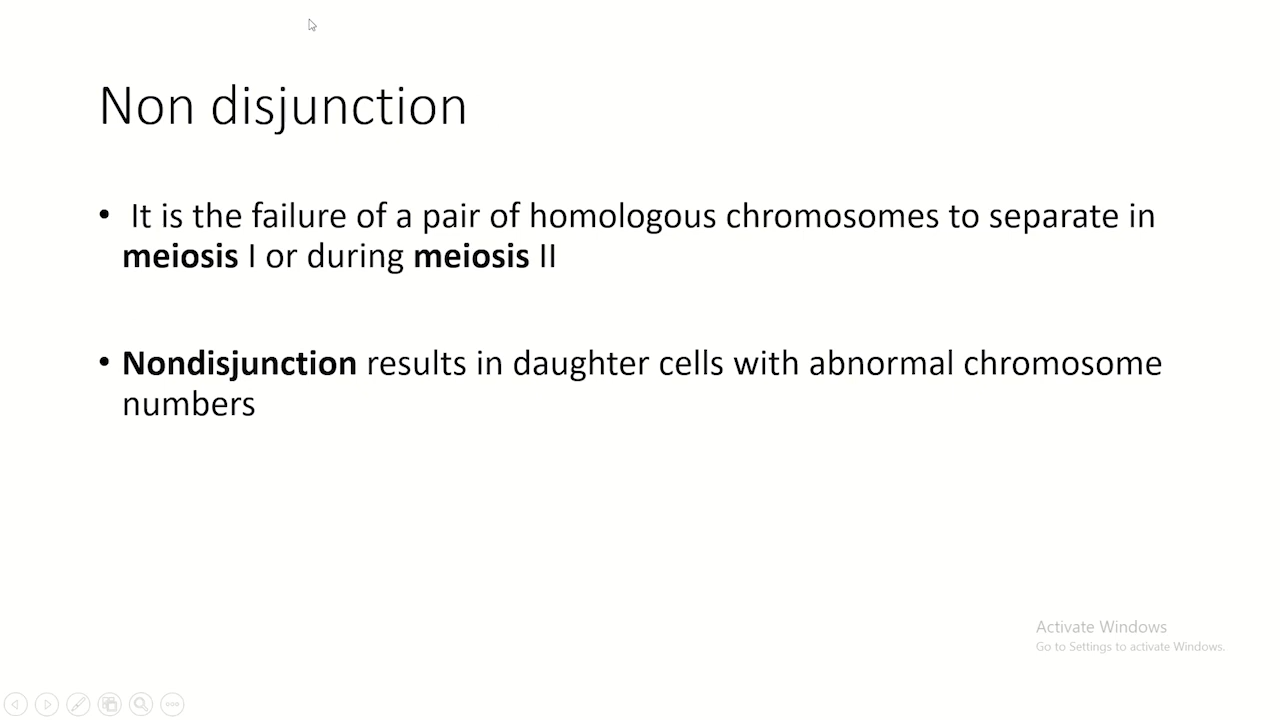 Non disjunction
• It is the failure of a pair of homologous chromosomes to separate in
meiosis I or during meiosis II
• Nondisjunction results in daughter cells with abnormal chromosome
numbers
Activate Windows
Go to Settings to activate Windows.